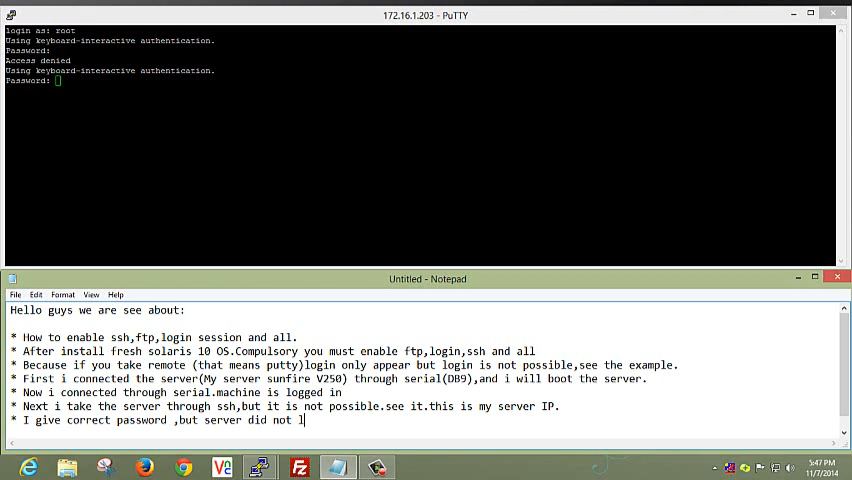 172.16.1.203 - PuTTY
login as: root
Using keyboard-interactive authentication.
Password:
Access denied
Using keyboard-interactive authentication.
Password:
Untitled - Notepad
File Edit Format View Help
Hello guys we are see about:
* How to enable ssh,ftp,login session and all.
* After install fresh solaris 10 OS.Compulsory you must enable ftp,login,ssh and all
* Because if you take remote (that means putty)login only appear but login is not possible,see the example.
* First i connected the server(My server sunfire V250) through serial(DB9),and i will boot the server.
* Now i connected through serial.machine is logged in
* Next i take the server through ssh,but it is not possible.see it.this is my server IP.
* I give correct password ,but server did not l
5:47 PM
11/7/2014